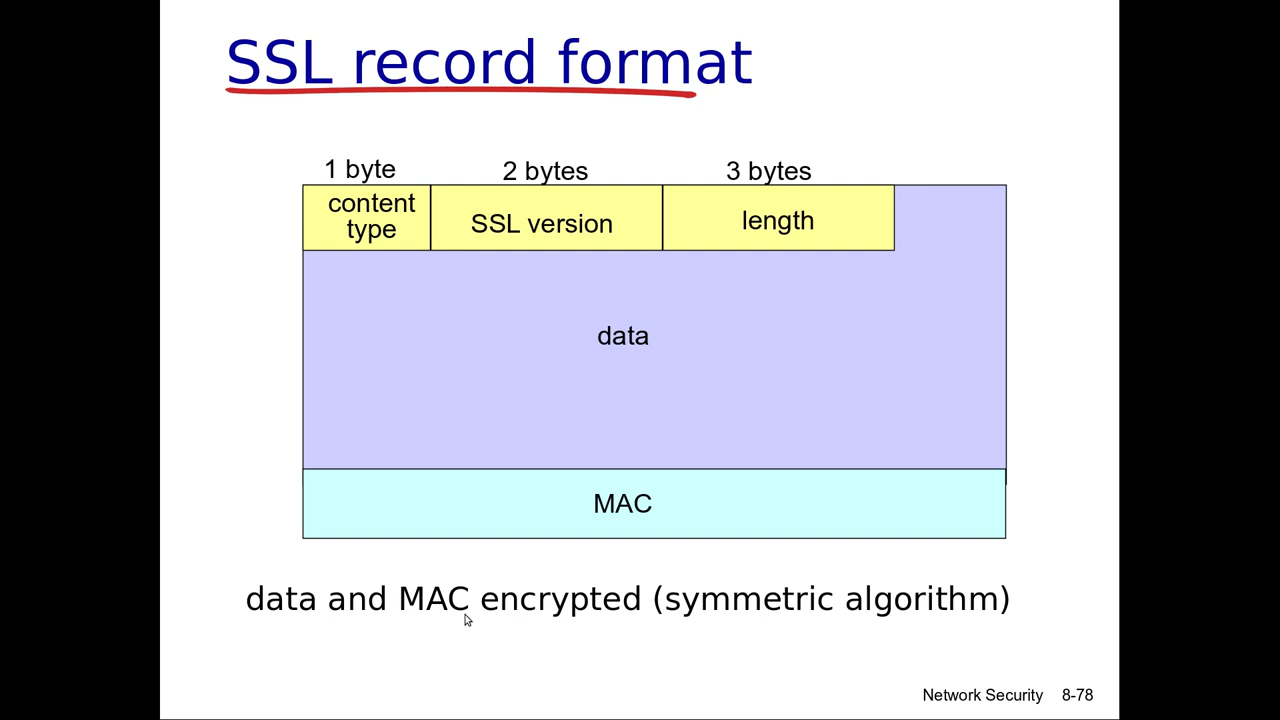 SSL record format
1 byte
2 bytes
3 bytes
content
type
SSL version
length
data
MAC
data and MAC encrypted (symmetric algorithm)
Network Security 8-78